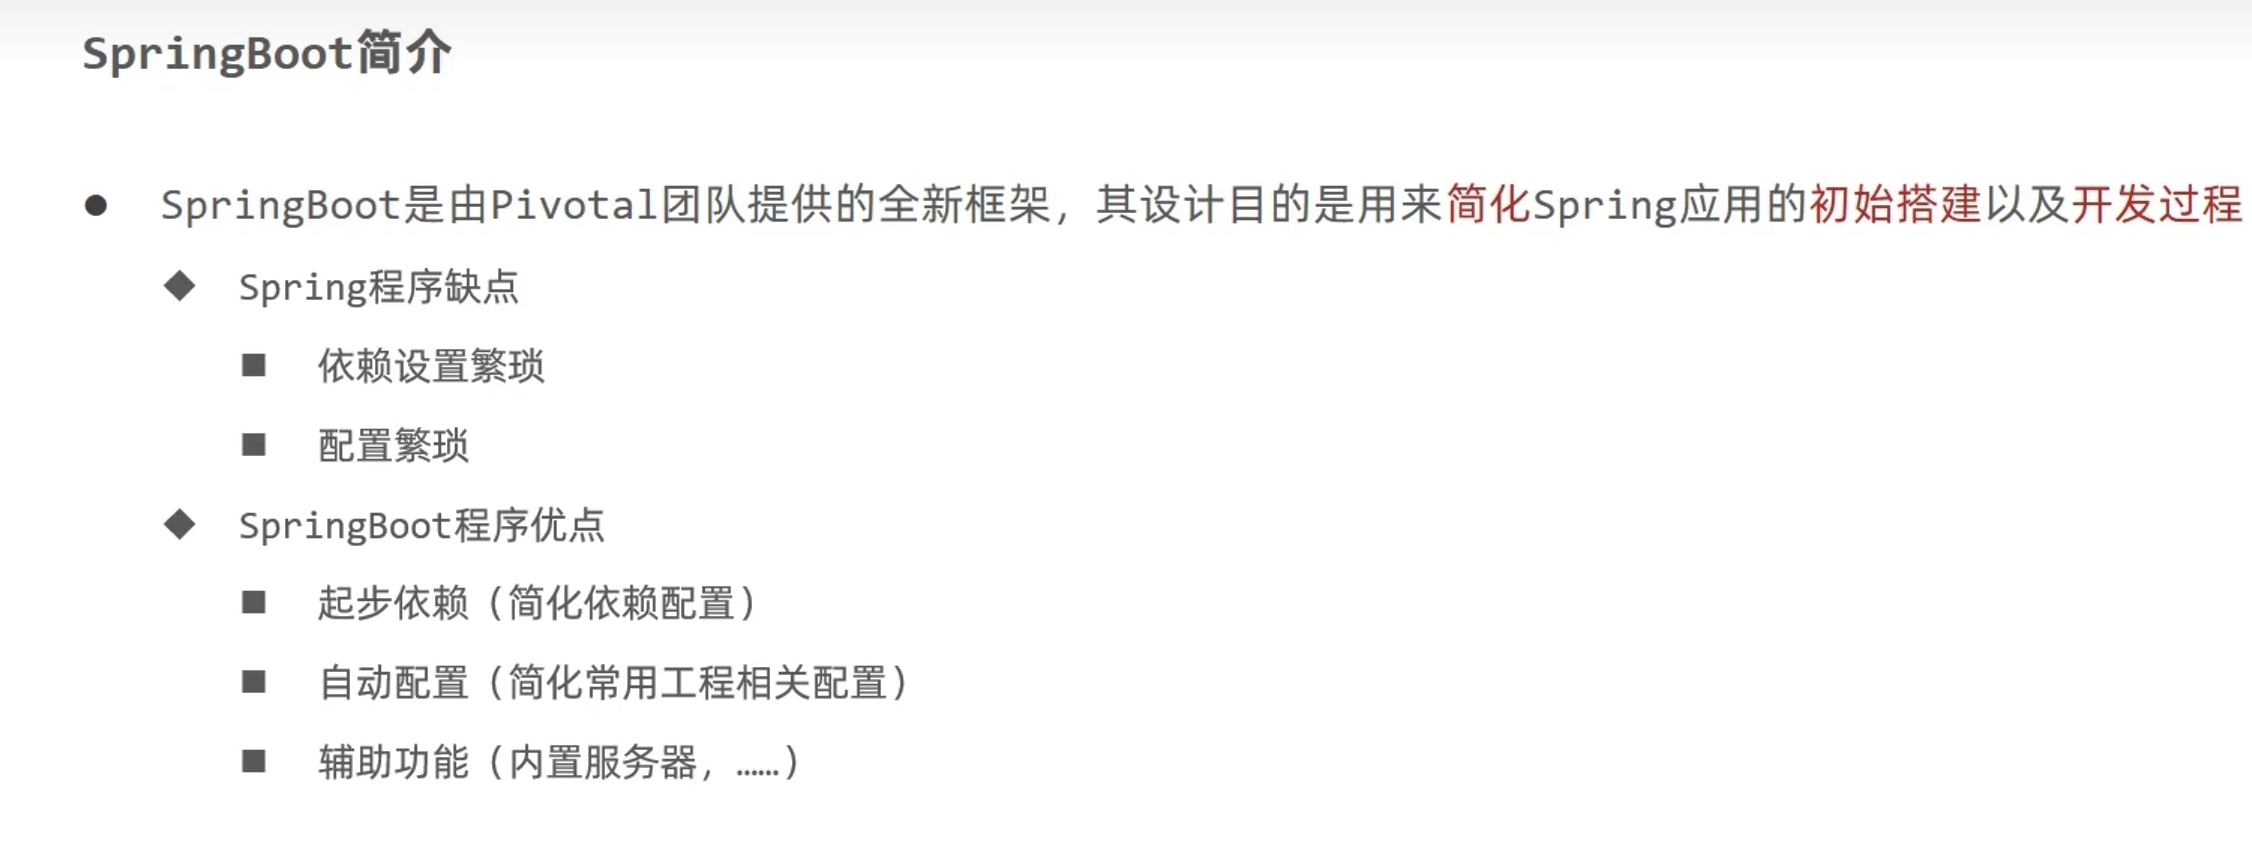 SpringBoot简介
SpringBoot是由Pivotal团队提供的全新框架，其设计目的是用来简化Spring应用的初始搭建以及开发过程
Spring程序缺点
依赖设置繁琐
配置繁琐
SpringBoot程序优点
起步依赖（简化依赖配置）
自动配置（简化常用工程相关配置）
辅助功能（内置服务器，……）